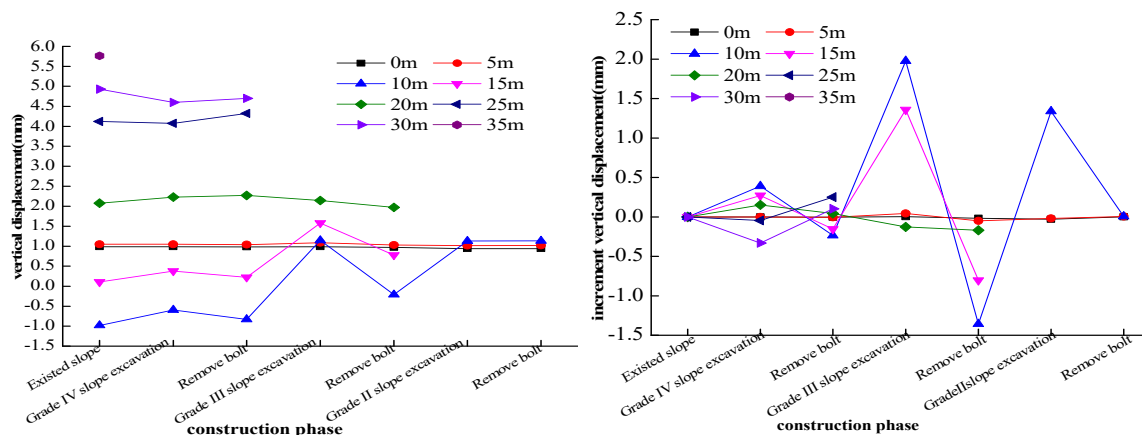 6.0
5.5
5.0
4.5
4.0
3.5
3.0
2.5
2.0
1.5
1.0
0.5
0.0
-0.5
-1.0
-1.5
vertical displacement(mm)
0m 5m
10m 15m
20m 25m
30m 35m
Existed slope
Grade IV slope excavation
Remove bolt
Grade III slope excavation
Remove bolt
Grade II slope excavation
Remove bolt
construction phase
2.5
2.0
1.5
1.0
0.5
0.0
-0.5
-1.0
-1.5
increment vertical displacement(mm)
0m 5m
10m 15m
20m 25m
30m 35m
Existed slope
Grade IV slope excavation
Remove bolt
Grade III slope excavation
Remove bolt
GradeIIslope excavation
Remove bolt
construction phase